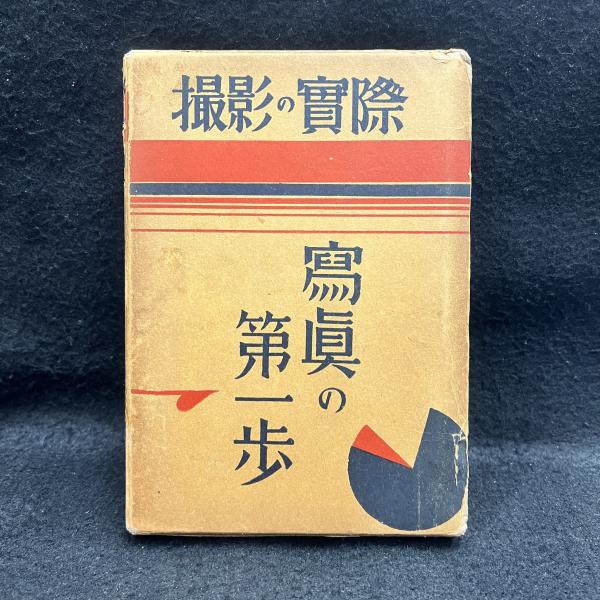 撮影の實際
寫眞の
第一歩